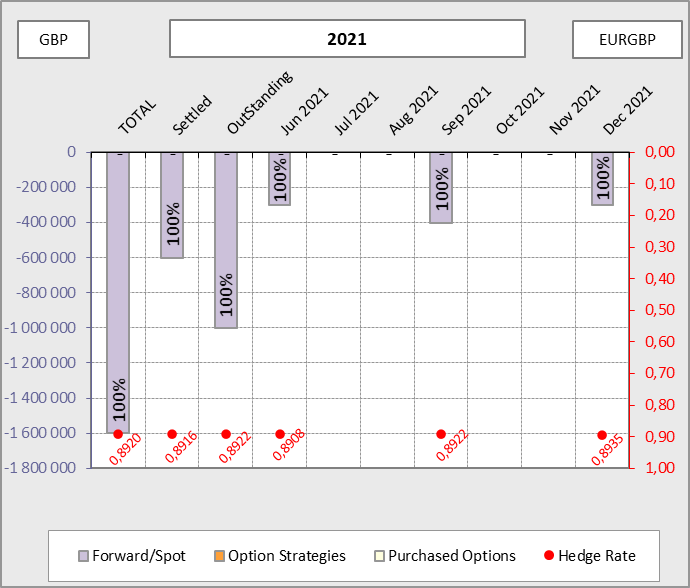 GBP
2021
EURGBP
TOTAL
Settled
OutStanding
Jun 2021
Jul 2021
Aug 2021
Sep 2021
Oct 2021
Nov 2021
Dec 2021
0
-200 000
-400 000
-600 000
-800 000
-1 000 000
-1 200 000
-1 400 000
-1 600 000
-1 800 000
0,00
0,10
0,20
0,30
0,40
0,50
0,60
0,70
0,80
0,90
1,00
100%
100%
100%
100%
100%
100%
0,8920
0,8916
0,8922
0,8908
0,8922
0,8935
Forward/Spot
Option Strategies
Purchased Options
Hedge Rate